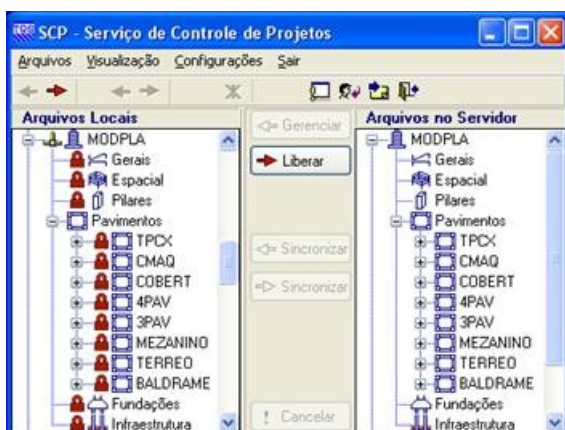 TQS SCP - Serviço de Controle de Projetos
Arquivos Visualização Configurações Sair
Arquivos Locais
MODPLA
Gerais
Espacial
Pilares
Pavimentos
TPCX
CMAQ
COBERT
4PAV
3PAV
MEZANINO
TERREO
BALDRAME
Fundações
Infraestrutura
Gerenciar
Liberar
Sincronizar
Sincronizar
! Cancelar
Arquivos no Servidor
MODPLA
Gerais
Espacial
Pilares
Pavimentos
TPCX
CMAQ
COBERT
4PAV
3PAV
MEZANINO
TERREO
BALDRAME
Fundações
Infraestrutura